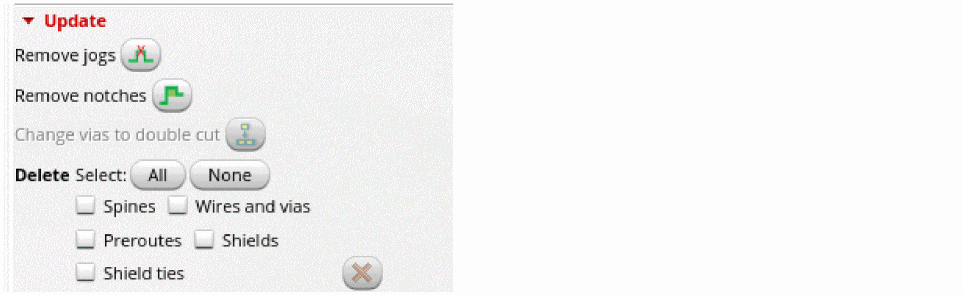 Update
Remove jogs
Remove notches
Change vias to double cut
Delete Select: All None
Spines Wires and vias
Preroutes Shields
Shield ties